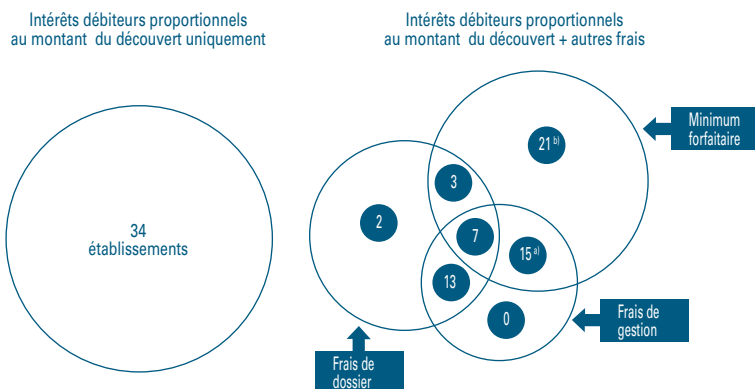 Intérêts débiteurs proportionnels
au montant du découvert uniquement
Intérêts débiteurs proportionnels
au montant du découvert + autres frais
34
établissements
21 b)
Minimum
forfaitaire
3
2
7
15 a)
13
0
Frais de
gestion
Frais de
dossier